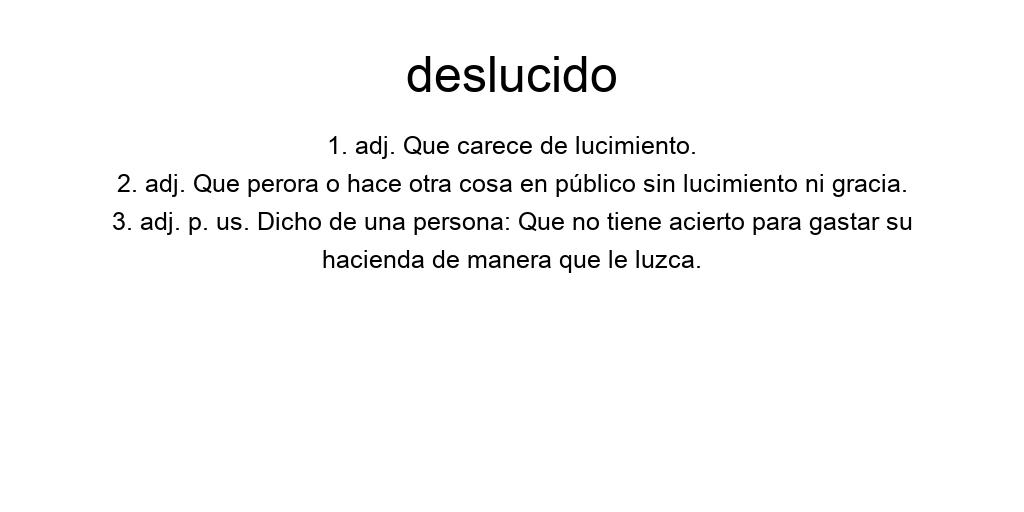 deslucido
1. adj. Que carece de lucimiento.
2. adj. Que perora o hace otra cosa en público sin lucimiento ni gracia.
3. adj. p. us. Dicho de una persona: Que no tiene acierto para gastar su
hacienda de manera que le luzca.